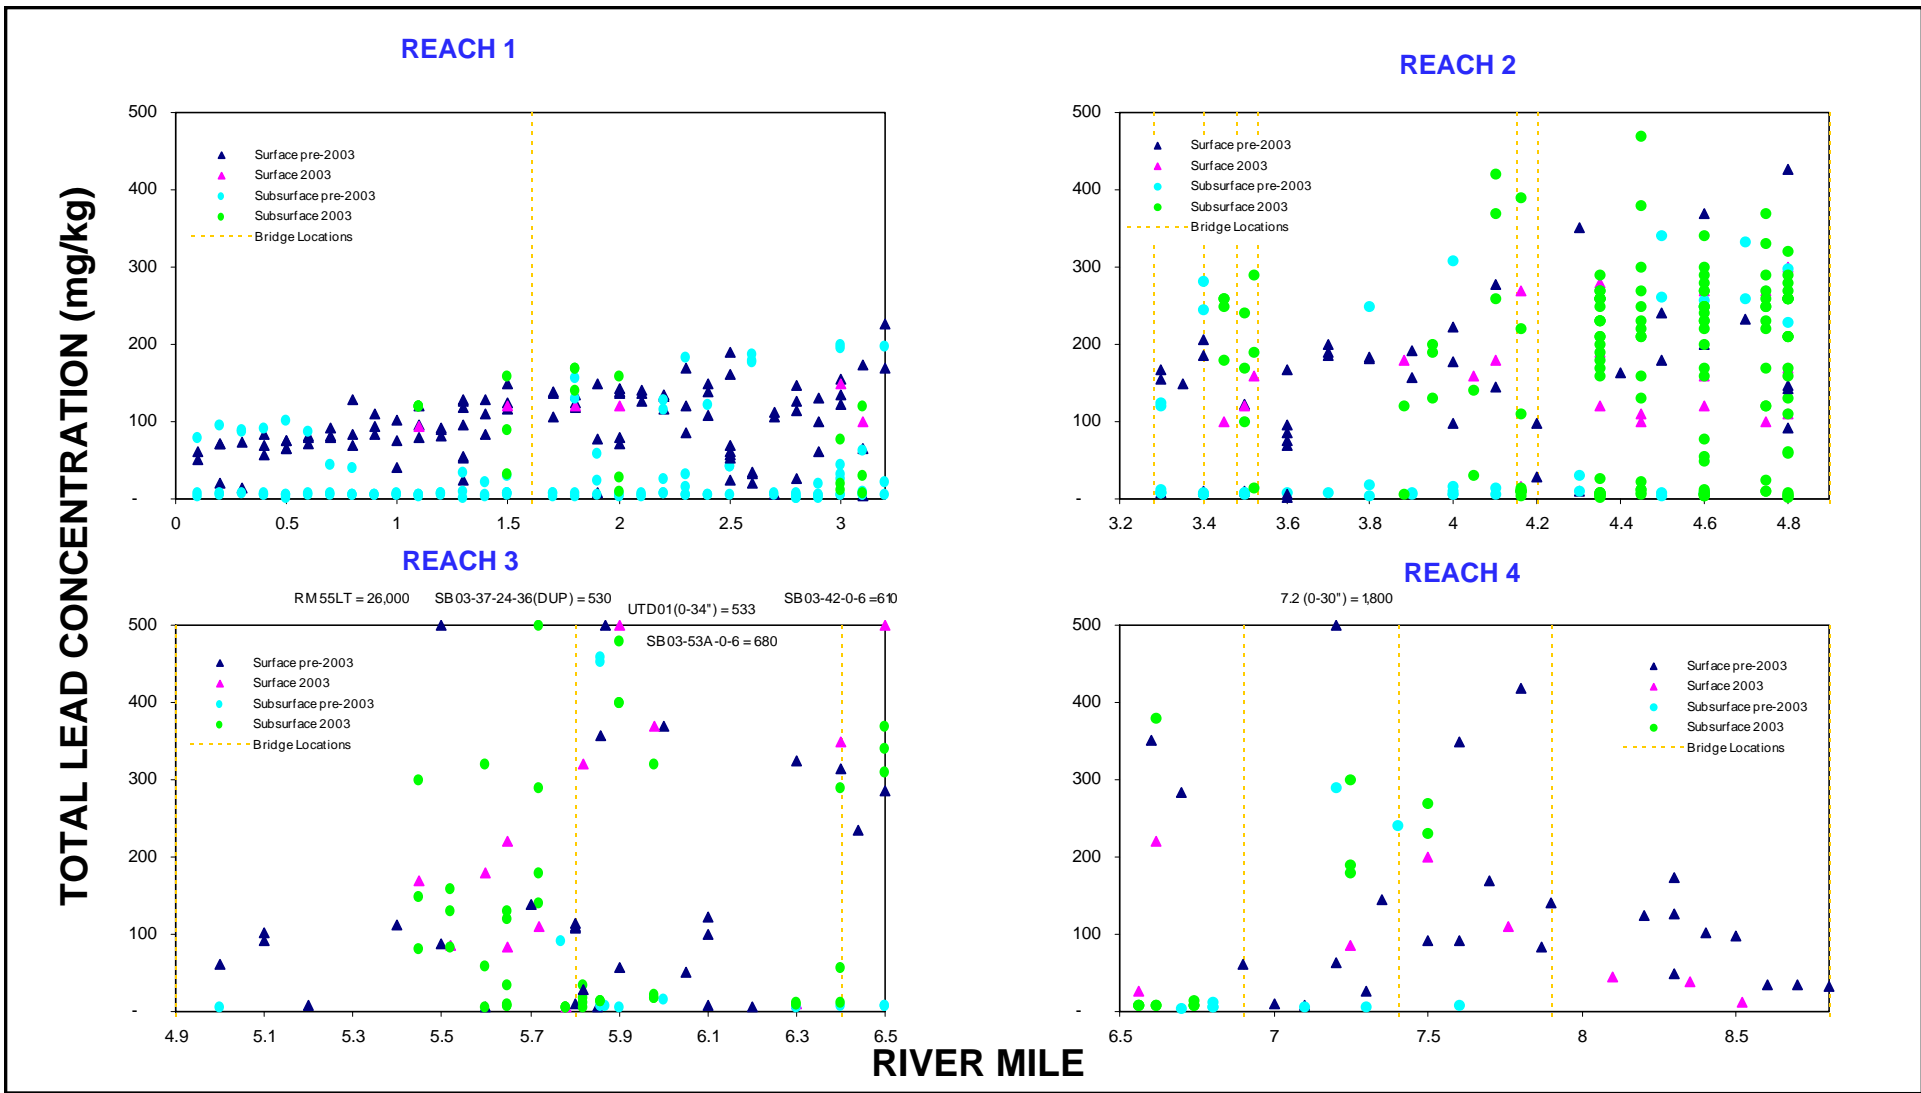 REACH 1
REACH 2
TOTAL LEAD CONCENTRATION (mg/kg)
500
400
300
200
100
-
0
0.5
1
1.5
2
2.5
3
Surface pre-2003
Surface 2003
Subsurface pre-2003
Subsurface 2003
Bridge Locations
500
400
300
200
100
-
3.2
3.4
3.6
3.8
4
4.2
4.4
4.6
4.8
Surface pre-2003
Surface 2003
Subsurface pre-2003
Subsurface 2003
Bridge Locations
REACH 3
RM55LT = 26,000
SB03-37-24-36(DUP) = 530
UTD01(0-34") = 533
SB03-42-0-6 =610
SB03-53A-0-6 = 680
500
400
300
200
100
-
4.9
5.1
5.3
5.5
5.7
5.9
6.1
6.3
6.5
Surface pre-2003
Surface 2003
Subsurface pre-2003
Subsurface 2003
Bridge Locations
REACH 4
7.2 (0-30") = 1,800
500
400
300
200
100
-
6.5
7
7.5
8
8.5
Surface pre-2003
Surface 2003
Subsurface pre-2003
Subsurface 2003
Bridge Locations
RIVER MILE